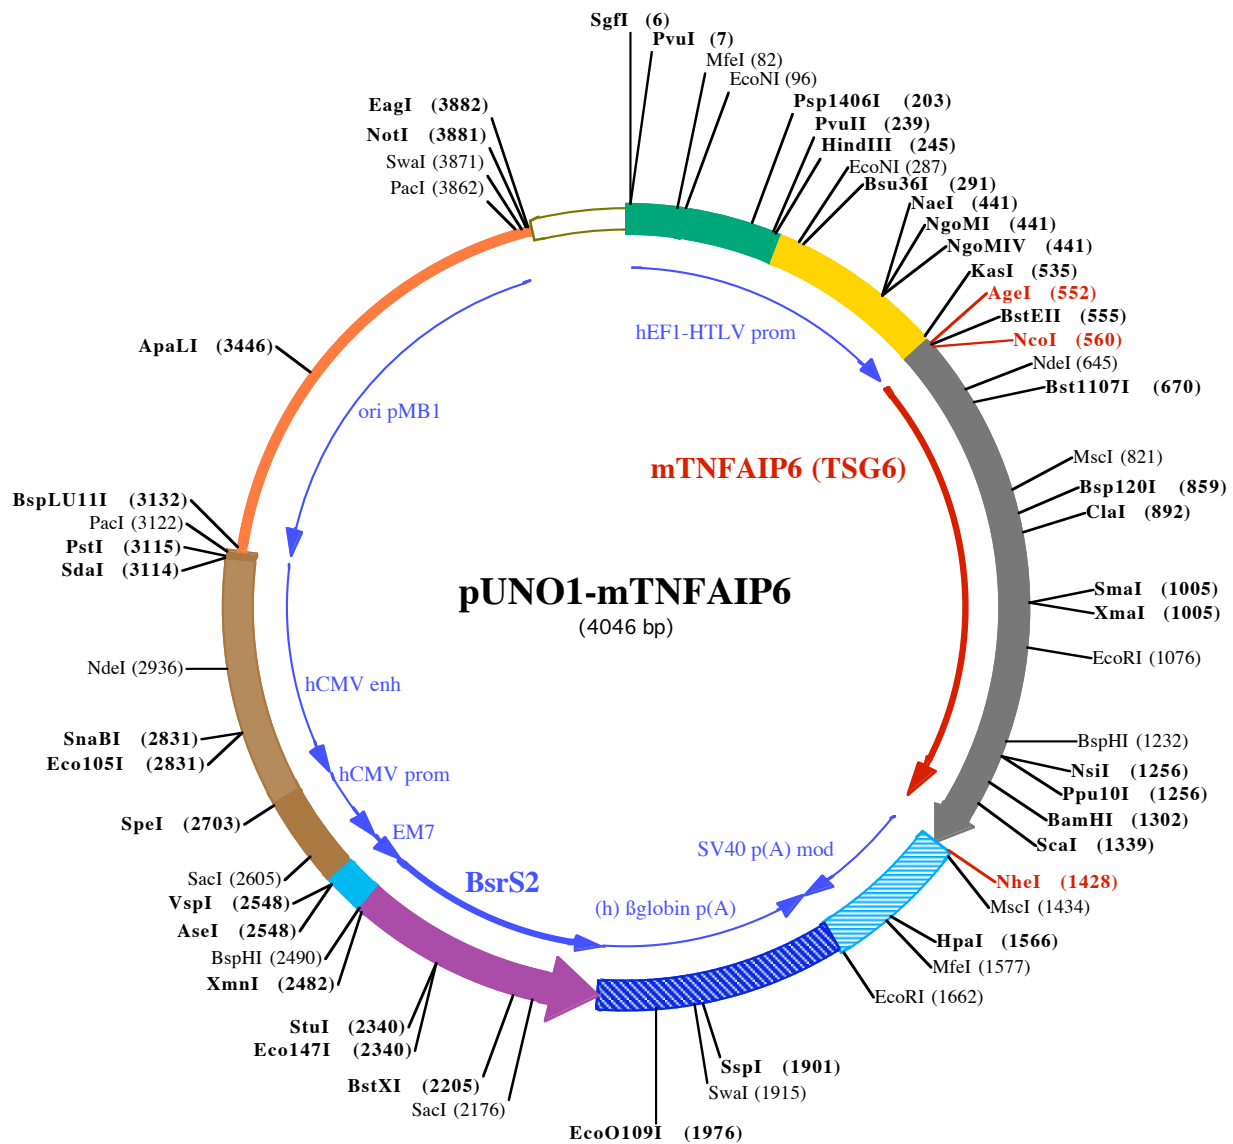 SgfI (6)
PvuI (7)
MfeI (82)
EcoNI (96)
Psp1406I (203)
PvuII (239)
HindIII (245)
EcoNI (287)
Bsu36I (291)
NaeI (441)
NgoMI (441)
NgoMIV (441)
KasI (535)
AgeI (552)
BstEII (555)
NcoI (560)
NdeI (645)
Bst1107I (670)
MscI (821)
Bsp120I (859)
ClaI (892)
SmaI (1005)
XmaI (1005)
EcoRI (1076)
BspHI (1232)
NsiI (1256)
Ppu10I (1256)
BamHI (1302)
ScaI (1339)
NheI (1428)
MscI (1434)
HpaI (1566)
MfeI (1577)
EcoRI (1662)
SspI (1901)
SwaI (1915)
EcoO109I (1976)
SacI (2176)
BstXI (2205)
Eco147I (2340)
StuI (2340)
XmnI (2482)
BspHI (2490)
AseI (2548)
VspI (2548)
SacI (2605)
SpeI (2703)
Eco105I (2831)
SnaBI (2831)
NdeI (2936)
SdaI (3114)
PstI (3115)
PacI (3122)
BspLU11I (3132)
ApaLI (3446)
PacI (3862)
SwaI (3871)
NotI (3881)
EagI (3882)
hEF1-HTLV prom
mTNFAIP6 (TSG6)
SV40 p(A) mod
(h) ßglobin p(A)
BsrS2
EM7
hCMV prom
hCMV enh
ori pMB1
pUNO1-mTNFAIP6
(4046 bp)